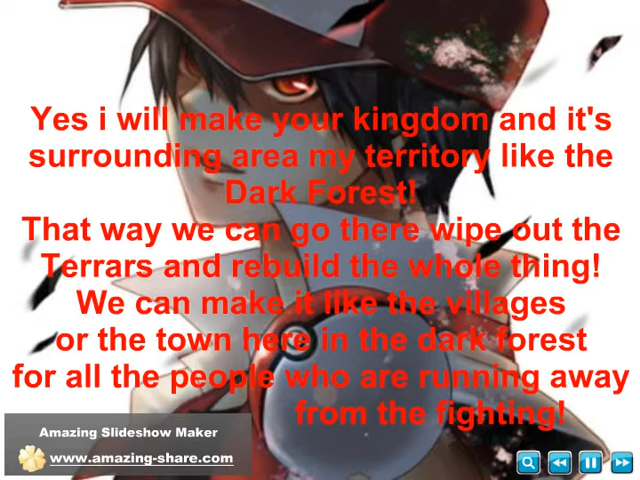 Yes i will make your kingdom and it's
surrounding area my territory like the
Dark Forest!
That way we can go there wipe out the
Terrars and rebuild the whole thing!
We can make it like the villages
or the town here in the dark forest
for all the people who are running away
from the fighting!
Amazing Slideshow Maker
www.amazing-share.com